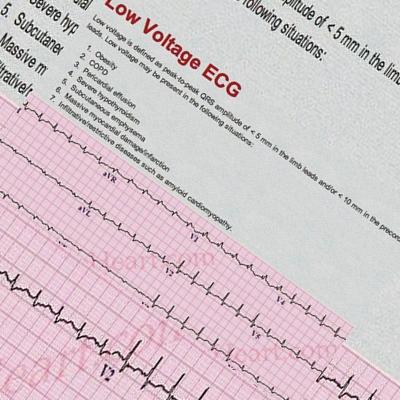 amplitude of < 5 mm in the limb
following situations:
Severe hyp
5. Subcutane
Massive m
Low Voltage ECG
Low voltage is defined as peak-to-peak QRS amplitude of < 5 mm in the limb leads and/or < 10 mm in the precord
leads. Low voltage may be present in the following situations:
1. Obesity
2. COPD
3. Pericardial effusion
4. Severe hypothyroidism
5. Subcutaneous emphysema
6. Massive myocardial damage/infarction
7. Infiltrative/restrictive diseases such as amyloid cardiomyopathy.
aVR
V1
V4
aVL
V2
V5
V2